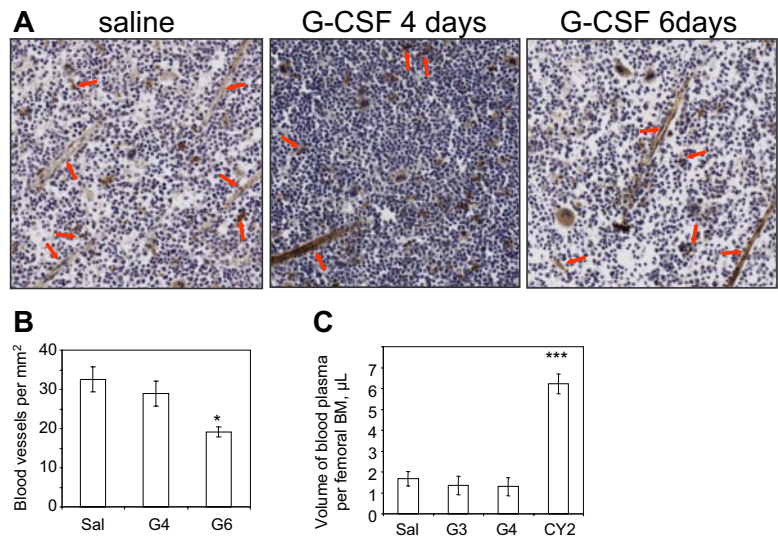 A
saline
G-CSF 4 days
G-CSF 6days
B
Blood vessels per mm²
40
30
20
10
0
*
Sal
G4
G6
C
Volume of blood plasma
per femoral BM, µL
7
6
5
4
3
2
1
0
***
Sal
G3
G4
CY2